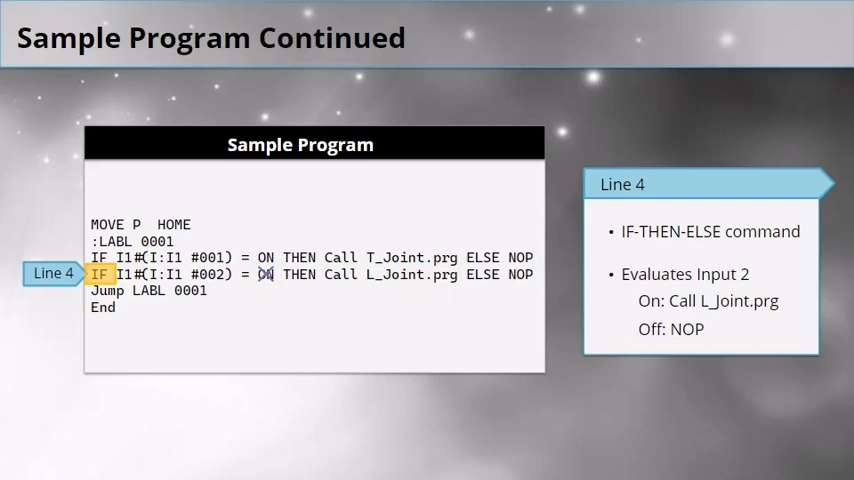 Sample Program Continued
Sample Program
MOVE P HOME
:LABL 0001
IF I1#(I:I1 #001) = ON THEN Call T_Joint.prg ELSE NOP
Line 4
IF I1#(I:I1 #002) = ON THEN Call L_Joint.prg ELSE NOP
Jump LABL 0001
End
Line 4
• IF-THEN-ELSE command
• Evaluates Input 2
On: Call L_Joint.prg
Off: NOP